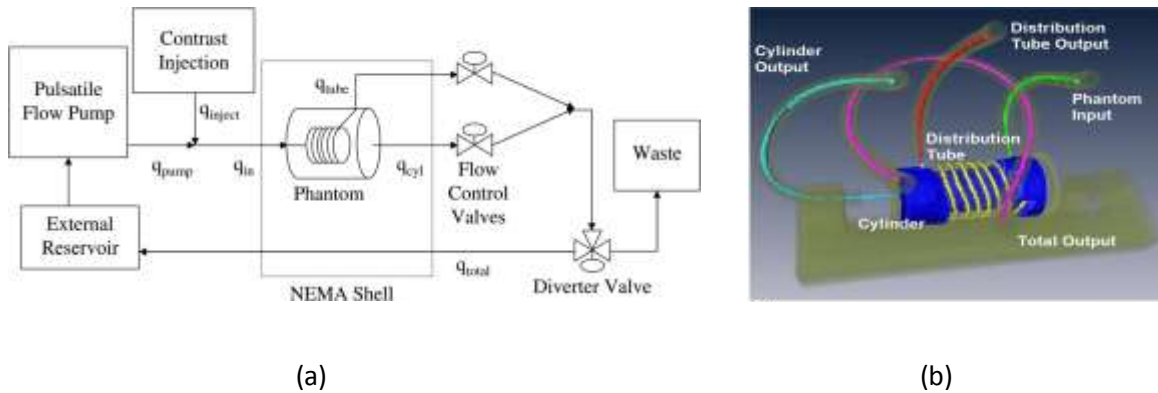 Contrast
Injection
Pulsatile
Flow Pump
q_inject
q_pump
q_in
q_tube
q_cyl
Phantom
Flow
Control
Valves
Waste
External
Reservoir
q_total
NEMA Shell
Diverter Valve
(a)
Distribution
Tube Output
Cylinder
Output
Phantom
Input
Distribution
Tube
Cylinder
Total Output
(b)